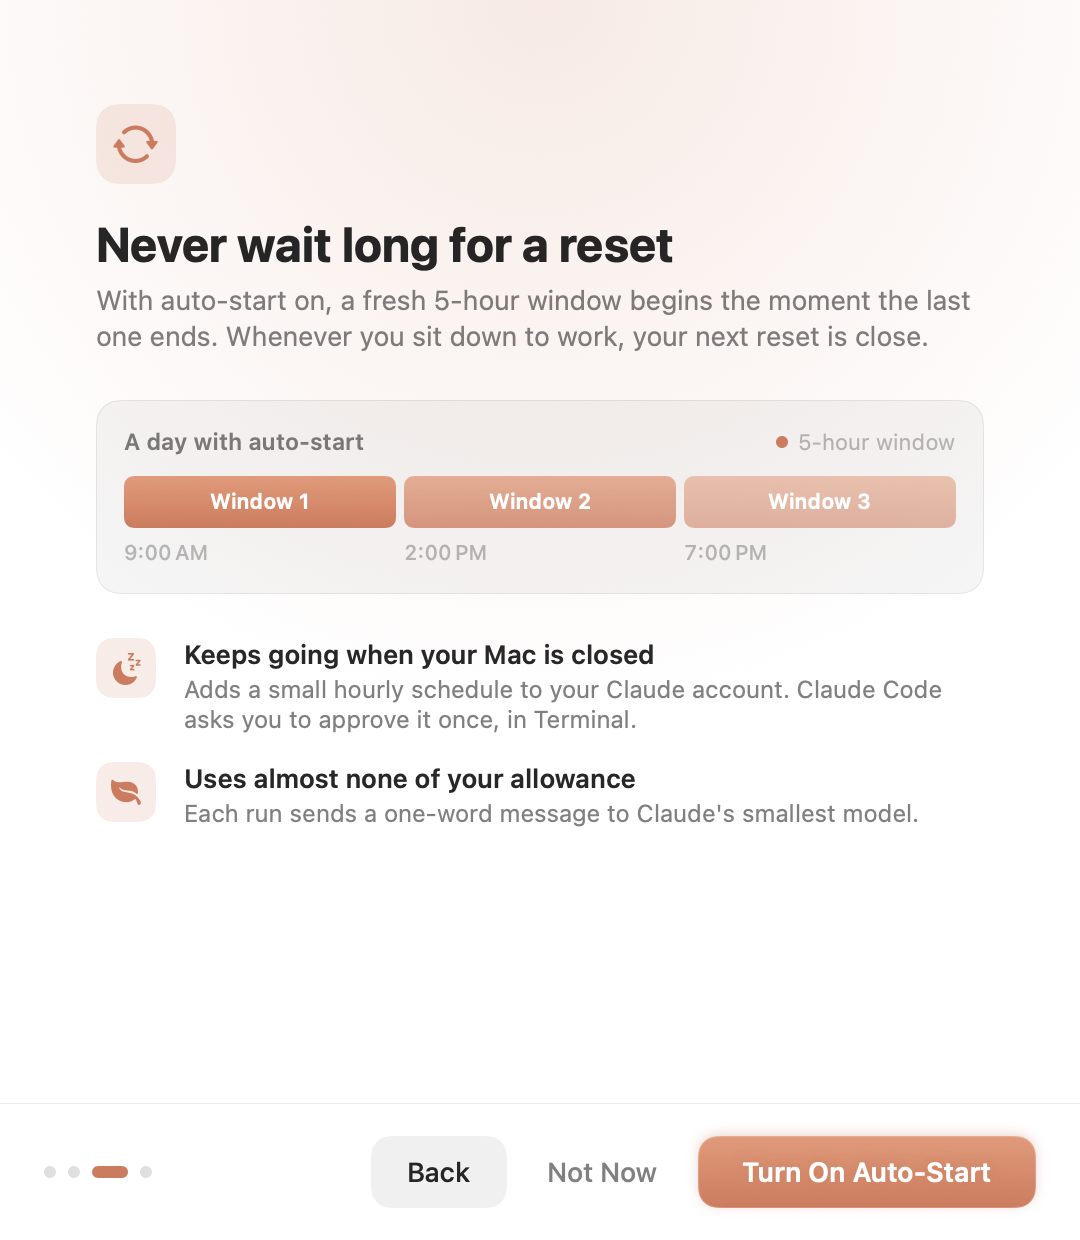 Never wait long for a reset
With auto-start on, a fresh 5-hour window begins the moment the last
one ends. Whenever you sit down to work, your next reset is close.
A day with auto-start
5-hour window
Window 1
Window 2
Window 3
9:00 AM
2:00 PM
7:00 PM
Keeps going when your Mac is closed
Adds a small hourly schedule to your Claude account. Claude Code
asks you to approve it once, in Terminal.
Uses almost none of your allowance
Each run sends a one-word message to Claude's smallest model.
Back
Not Now
Turn On Auto-Start